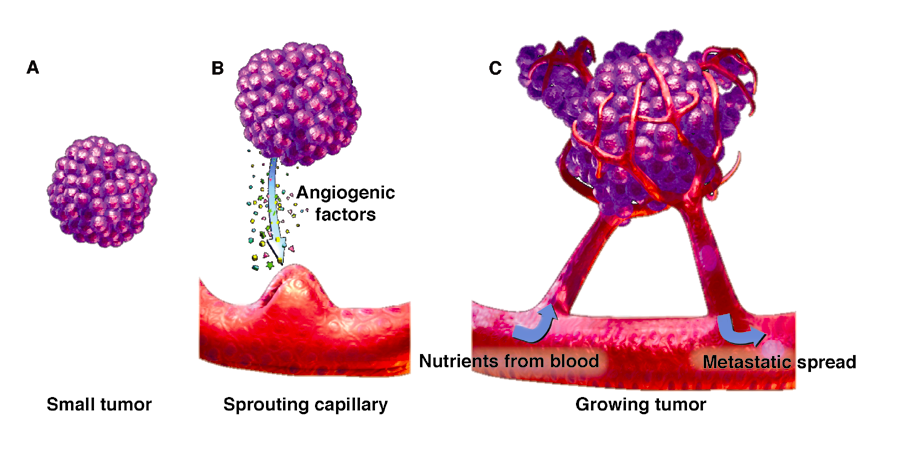 A
B
C
Angiogenic
factors
Nutrients from blood
Metastatic spread
Small tumor
Sprouting capillary
Growing tumor